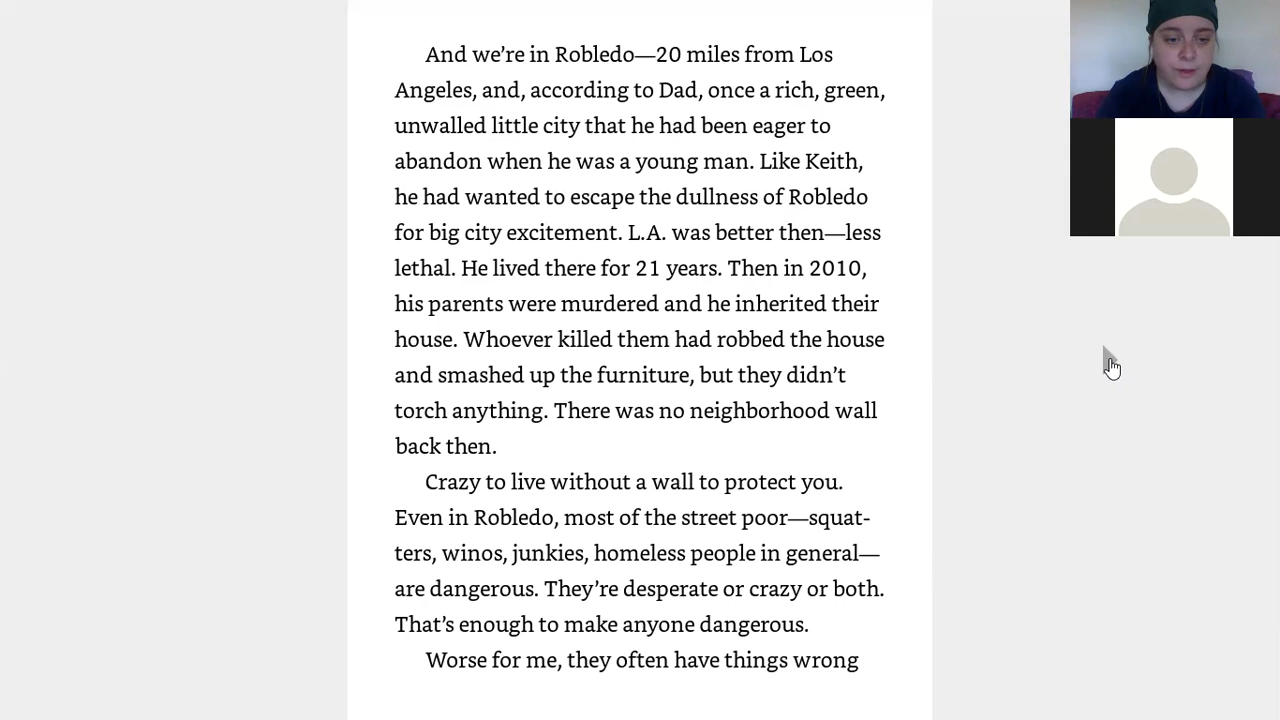 And we’re in Robledo—20 miles from Los
Angeles, and, according to Dad, once a rich, green,
unwalled little city that he had been eager to
abandon when he was a young man. Like Keith,
he had wanted to escape the dullness of Robledo
for big city excitement. L.A. was better then—less
lethal. He lived there for 21 years. Then in 2010,
his parents were murdered and he inherited their
house. Whoever killed them had robbed the house
and smashed up the furniture, but they didn’t
torch anything. There was no neighborhood wall
back then.
Crazy to live without a wall to protect you.
Even in Robledo, most of the street poor—squat-
ters, winos, junkies, homeless people in general—
are dangerous. They’re desperate or crazy or both.
That’s enough to make anyone dangerous.
Worse for me, they often have things wrong